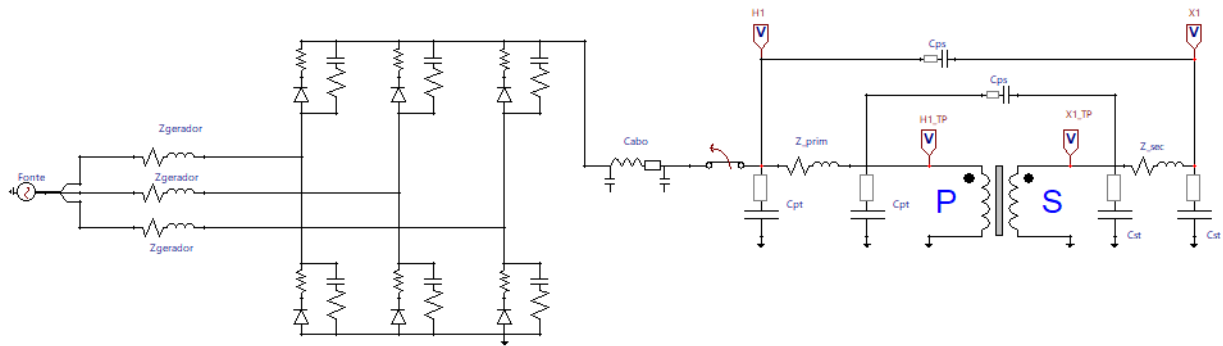 H1
X1
V
V
Cps
Cps
H1_TP
X1_TP
Zgerador
Cabo
Z_prim
V
V
Z_sec
Fonte
Zgerador
P
S
Cpt
Cpt
Cst
Cst
Zgerador